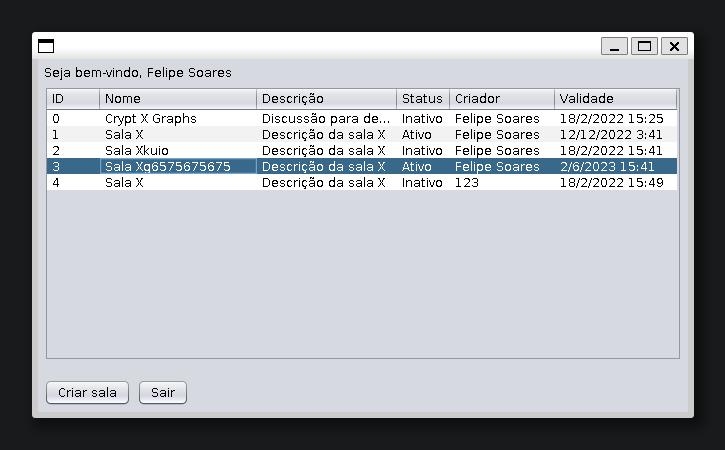 Seja bem-vindo, Felipe Soares
ID Nome Descrição Status Criador Validade
0 Crypt X Graphs Discussão para de... Inativo Felipe Soares 18/2/2022 15:25
1 Sala X Descrição da sala X Ativo Felipe Soares 12/12/2022 3:41
2 Sala Xkuio Descrição da sala X Inativo Felipe Soares 18/2/2022 15:41
3 Sala Xg6575675675 Descrição da sala X Ativo Felipe Soares 2/6/2023 15:41
4 Sala X Descrição da sala X Inativo 123 18/2/2022 15:49
Criar sala Sair